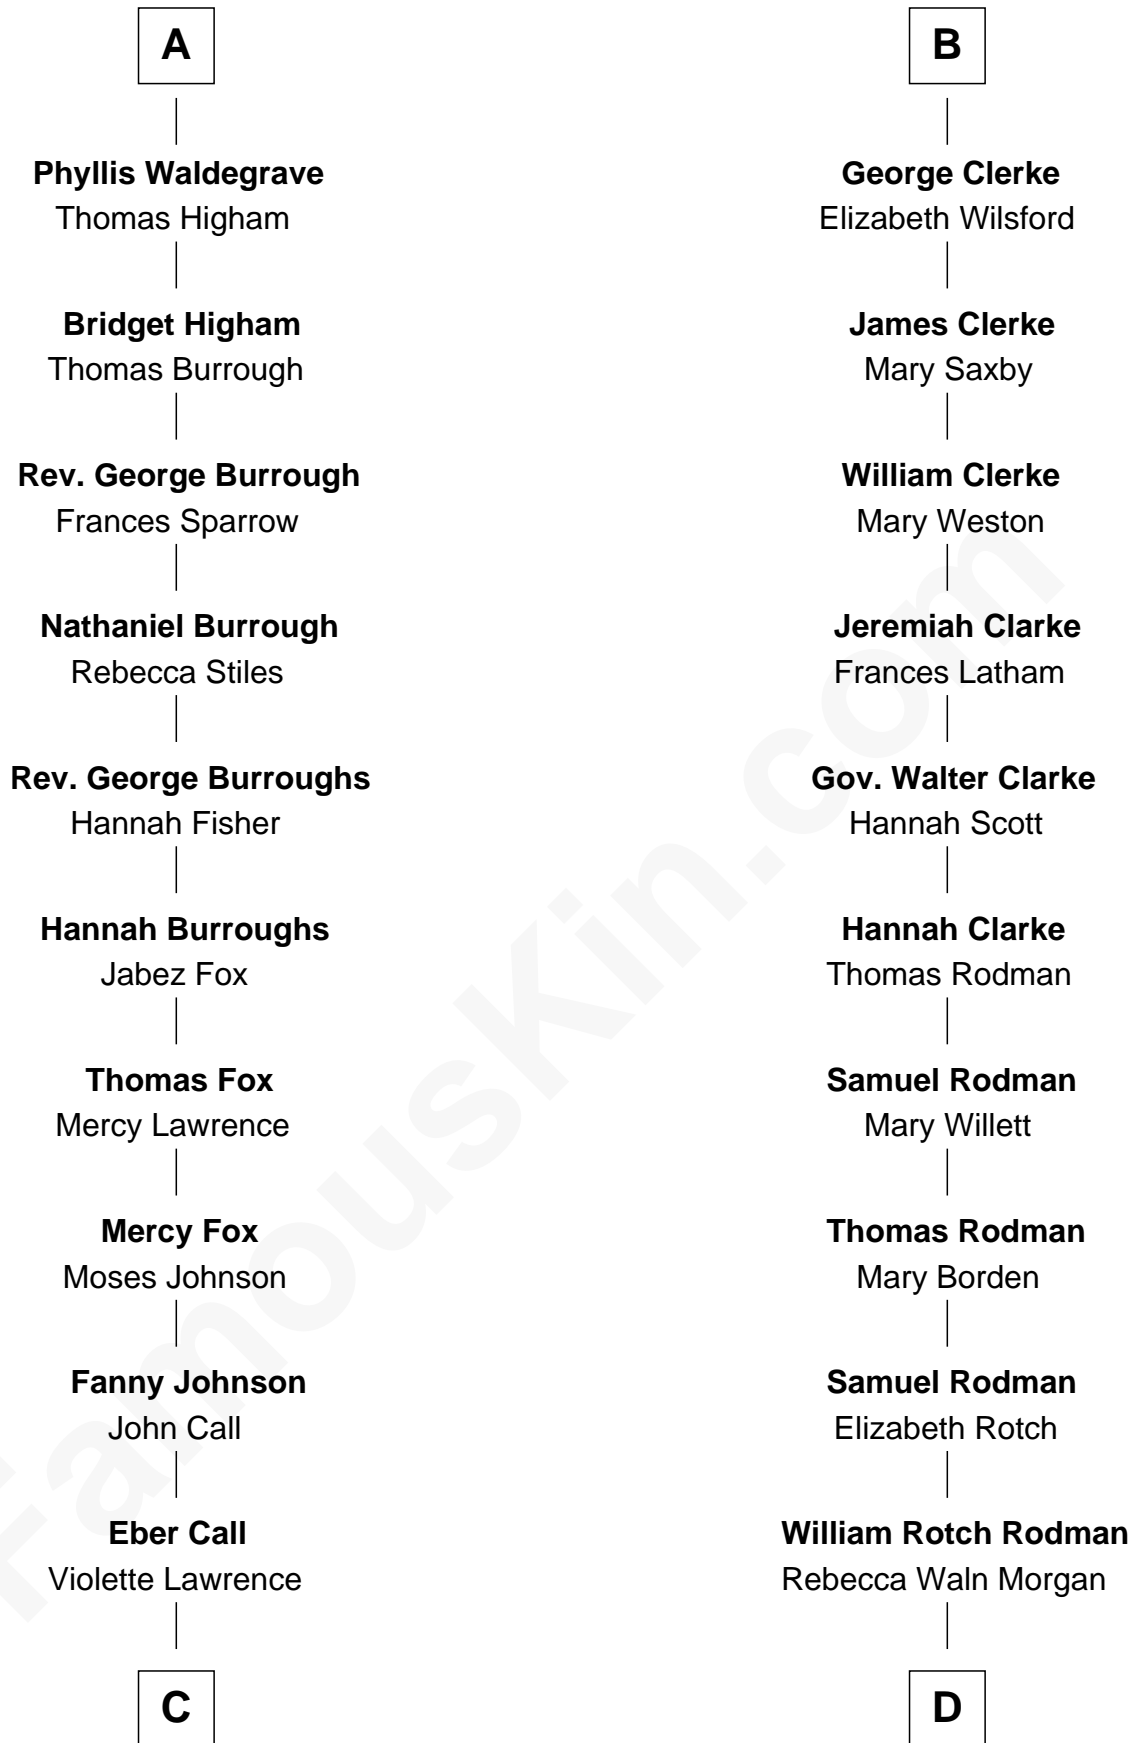 A
Phyllis Waldegrave
Thomas Higham
Bridget Higham
Thomas Burrough
Rev. George Burrough
Frances Sparrow
Nathaniel Burrough
Rebecca Stiles
Rev. George Burroughs
Hannah Fisher
Hannah Burroughs
Jabez Fox
Thomas Fox
Mercy Lawrence
Mercy Fox
Moses Johnson
Fanny Johnson
John Call
Eber Call
Violette Lawrence
C
B
George Clerke
Elizabeth Wilsford
James Clerke
Mary Saxby
William Clerke
Mary Weston
Jeremiah Clarke
Frances Latham
Gov. Walter Clarke
Hannah Scott
Hannah Clarke
Thomas Rodman
Samuel Rodman
Mary Willett
Thomas Rodman
Mary Borden
Samuel Rodman
Elizabeth Rotch
William Rotch Rodman
Rebecca Waln Morgan
D
FamousKin.com